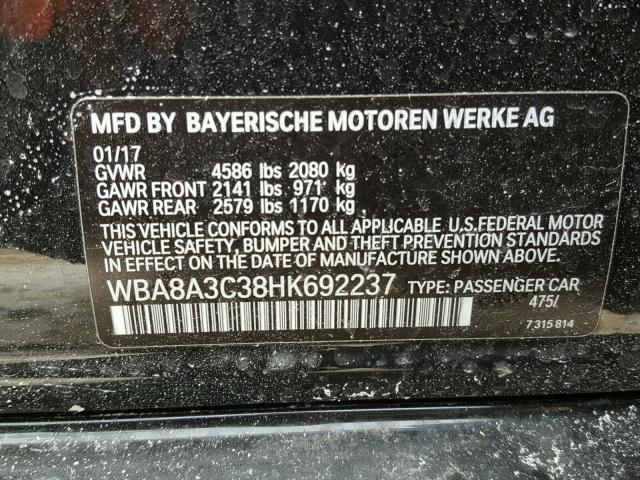 MFD BY BAYERISCHE MOTOREN WERKE AG
01/17
GVWR 4586 lbs 2080 kg
GAWR FRONT 2141 lbs 971 kg
GAWR REAR 2579 lbs 1170 kg
THIS VEHICLE CONFORMS TO ALL APPLICABLE U.S.FEDERAL MOTOR
VEHICLE SAFETY, BUMPER AND THEFT PREVENTION STANDARDS
IN EFFECT ON THE DATE OF MANUFACTURE SHOWN ABOVE.
WBA8A3C38HK692237 TYPE: PASSENGER CAR
475/
7 315 814